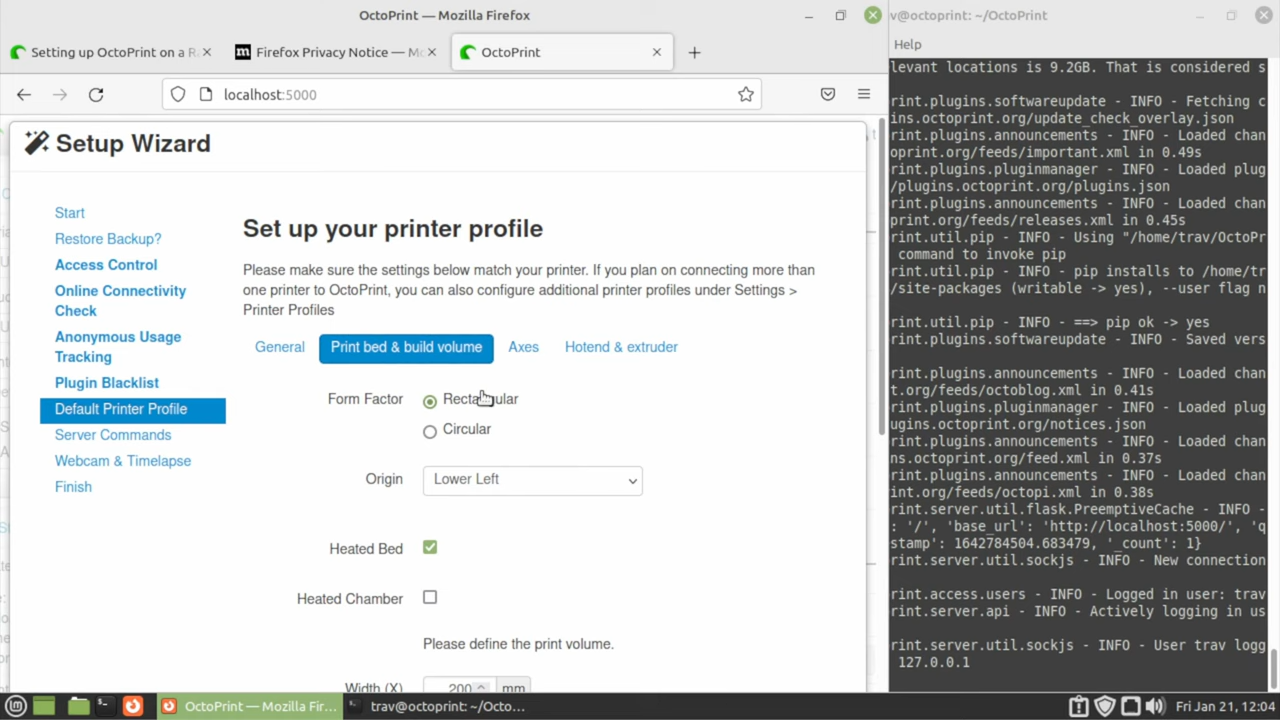 OctoPrint — Mozilla Firefox
Setting up OctoPrint on a Ra
Firefox Privacy Notice — Mo
OctoPrint
localhost:5000
Setup Wizard
Start
Restore Backup?
Access Control
Online Connectivity
Check
Anonymous Usage
Tracking
Plugin Blacklist
Default Printer Profile
Server Commands
Webcam & Timelapse
Finish
Set up your printer profile
Please make sure the settings below match your printer. If you plan on connecting more than
one printer to OctoPrint, you can also configure additional printer profiles under Settings >
Printer Profiles
General
Print bed & build volume
Axes
Hotend & extruder
Form Factor
Rectangular
Circular
Origin
Lower Left
Heated Bed
Heated Chamber
Please define the print volume.
Width (X)
200
mm
v@octoprint: ~/OctoPrint
Help
levant locations is 9.2GB. That is considered s
rint.plugins.softwareupdate - INFO - Fetching c
ins.octoprint.org/update_check_overlay.json
rint.plugins.announcements - INFO - Loaded chan
oprint.org/feeds/important.xml in 0.49s
rint.plugins.pluginmanager - INFO - Loaded plug
/plugins.octoprint.org/plugins.json
rint.plugins.announcements - INFO - Loaded chan
print.org/feeds/releases.xml in 0.45s
rint.util.pip - INFO - Using "/home/trav/OctoPr
command to invoke pip
rint.util.pip - INFO - pip installs to /home/tr
/site-packages (writable -> yes), --user flag n
rint.util.pip - INFO - ==> pip ok -> yes
rint.plugins.softwareupdate - INFO - Saved vers
rint.plugins.announcements - INFO - Loaded chan
t.org/feeds/octoblog.xml in 0.41s
rint.plugins.pluginmanager - INFO - Loaded plug
ugins.octoprint.org/notices.json
rint.plugins.announcements - INFO - Loaded chan
ns.octoprint.org/feed.xml in 0.37s
rint.plugins.announcements - INFO - Loaded chan
int.org/feeds/octopi.xml in 0.38s
rint.server.util.flask.PreemptiveCache - INFO -
: '/', 'base_url': 'http://localhost:5000/', 'q
stamp': 1642784504.683479, '_count': 1}
rint.server.util.sockjs - INFO - New connection
rint.access.users - INFO - Logged in user: trav
rint.server.api - INFO - Actively logging in us
rint.server.util.sockjs - INFO - User trav logg
127.0.0.1
OctoPrint — Mozilla Fir...
trav@octoprint: ~/Octo...
Fri Jan 21, 12:04